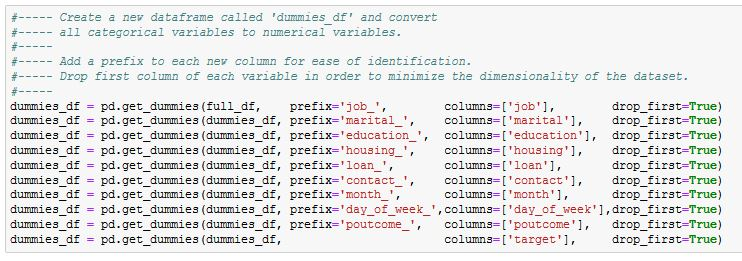 #----- Create a new dataframe called 'dummies_df' and convert
#----- all categorical variables to numerical variables.
#-----
#----- Add a prefix to each new column for ease of identification.
#----- Drop first column of each variable in order to minimize the dimensionality of the dataset.
#-----
dummies_df = pd.get_dummies(full_df,    prefix='job_',        columns=['job'],        drop_first=True)
dummies_df = pd.get_dummies(dummies_df, prefix='marital_',    columns=['marital'],    drop_first=True)
dummies_df = pd.get_dummies(dummies_df, prefix='education_',  columns=['education'],  drop_first=True)
dummies_df = pd.get_dummies(dummies_df, prefix='housing_',    columns=['housing'],    drop_first=True)
dummies_df = pd.get_dummies(dummies_df, prefix='loan_',       columns=['loan'],       drop_first=True)
dummies_df = pd.get_dummies(dummies_df, prefix='contact_',    columns=['contact'],    drop_first=True)
dummies_df = pd.get_dummies(dummies_df, prefix='month_',      columns=['month'],      drop_first=True)
dummies_df = pd.get_dummies(dummies_df, prefix='day_of_week_',columns=['day_of_week'],drop_first=True)
dummies_df = pd.get_dummies(dummies_df, prefix='poutcome_',   columns=['poutcome'],   drop_first=True)
dummies_df = pd.get_dummies(dummies_df,                       columns=['target'],     drop_first=True)